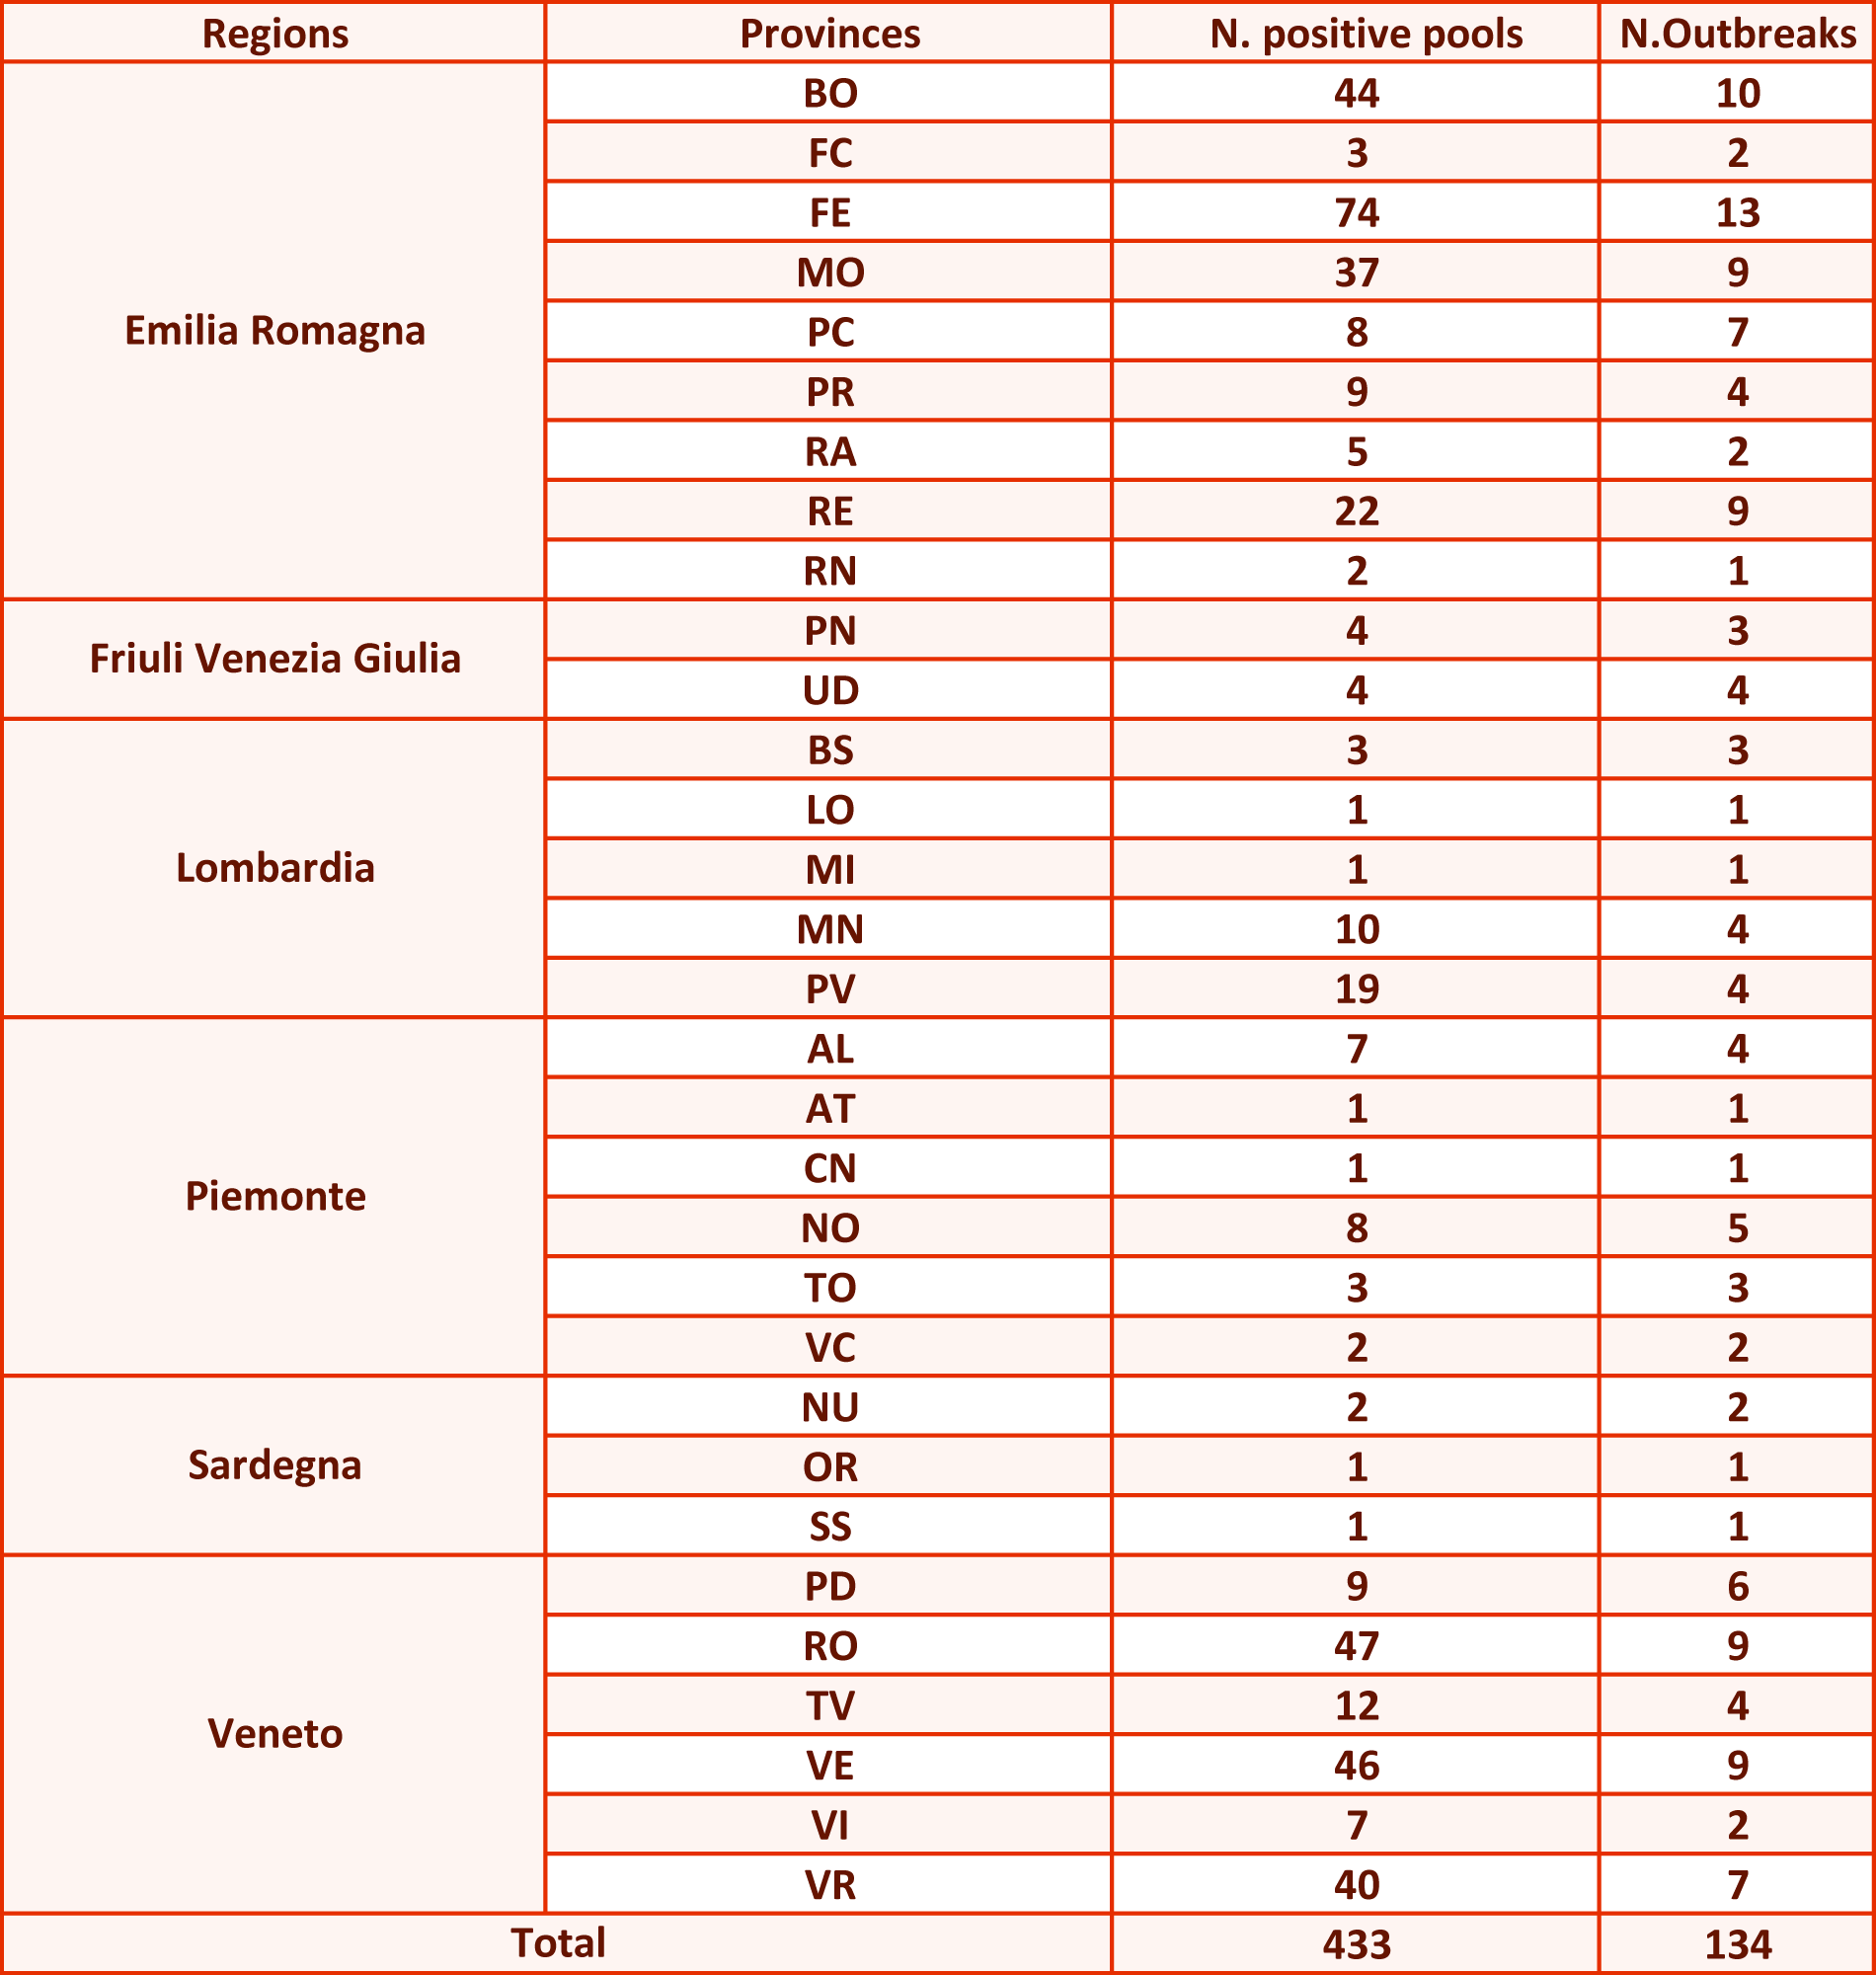 Regions Provinces N. positive pools N.Outbreaks
Emilia Romagna BO 44 10
FC 3 2
FE 74 13
MO 37 9
PC 8 7
PR 9 4
RA 5 2
RE 22 9
RN 2 1
Friuli Venezia Giulia PN 4 3
UD 4 4
Lombardia BS 3 3
LO 1 1
MI 1 1
MN 10 4
PV 19 4
Piemonte AL 7 4
AT 1 1
CN 1 1
NO 8 5
TO 3 3
VC 2 2
Sardegna NU 2 2
OR 1 1
SS 1 1
Veneto PD 9 6
RO 47 9
TV 12 4
VE 46 9
VI 7 2
VR 40 7
Total 433 134